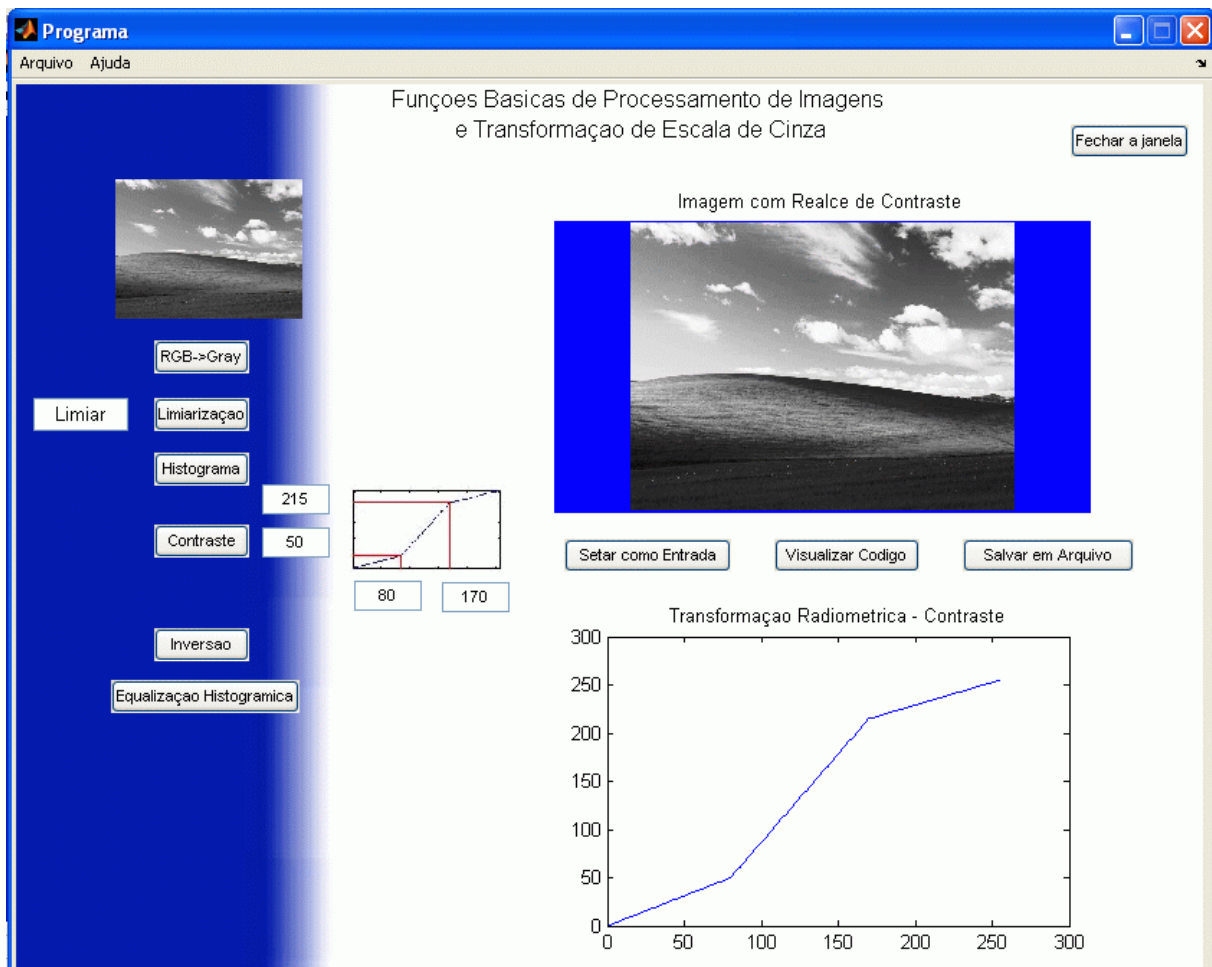 Programa
Arquivo Ajuda
Funçoes Basicas de Processamento de Imagens
e Transformaçao de Escala de Cinza
Fechar a janela
Imagem com Realce de Contraste
RGB->Gray
Limiar
Limiarizaçao
Histograma
215
Contraste
50
80
170
Inversao
Equalizaçao Histogramica
Setar como Entrada
Visualizar Codigo
Salvar em Arquivo
Transformaçao Radiometrica - Contraste
300
250
200
150
100
50
0
0 50 100 150 200 250 300